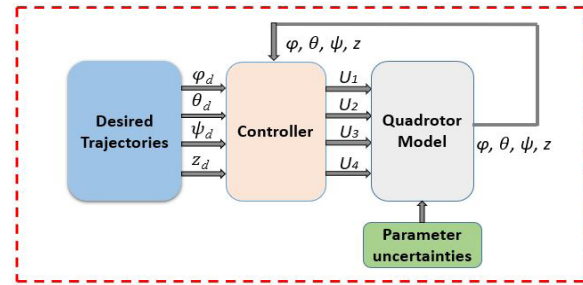 φ, θ, ψ, z
Desired
Trajectories
φd
θd
ψd
zd
Controller
U1
U2
U3
U4
Quadrotor
Model
φ, θ, ψ, z
Parameter
uncertainties